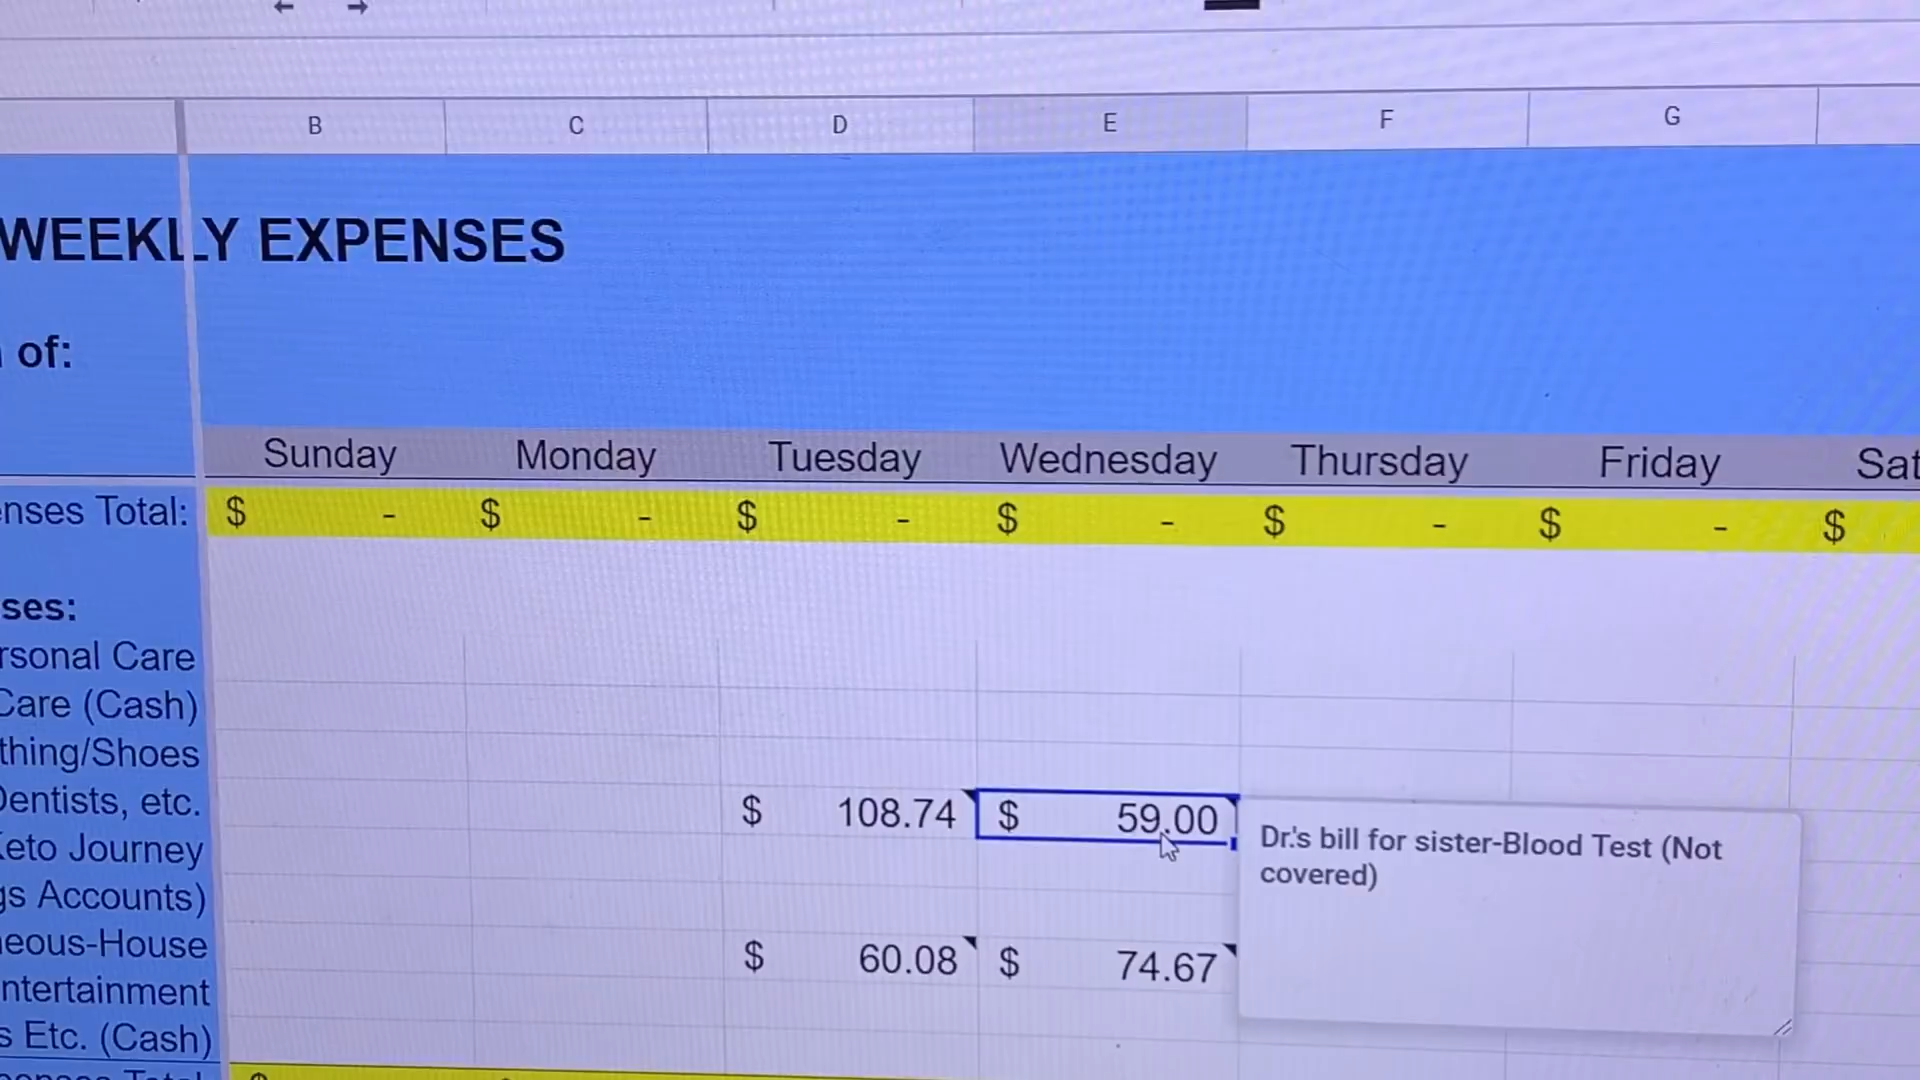 B C D E F G
WEEKLY EXPENSES
of:
Sunday Monday Tuesday Wednesday Thursday Friday Sat
enses Total: $ - $ - $ - $ - $ - $ - $
ses:
rsonal Care
Care (Cash)
thing/Shoes
Dentists, etc. $ 108.74 $ 59.00
Dr.'s bill for sister-Blood Test (Not
covered)
Keto Journey
gs Accounts)
neous-House $ 60.08 $ 74.67
ntertainment
s Etc. (Cash)